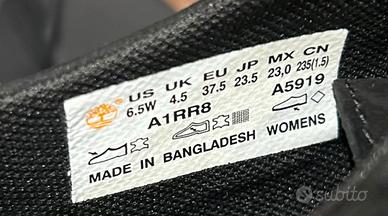 US UK EU JP MX CN
6.5W 4.5 37.5 23.5 23,0 235(1.5)
A1RR8 A5919
MADE IN BANGLADESH WOMENS
subito